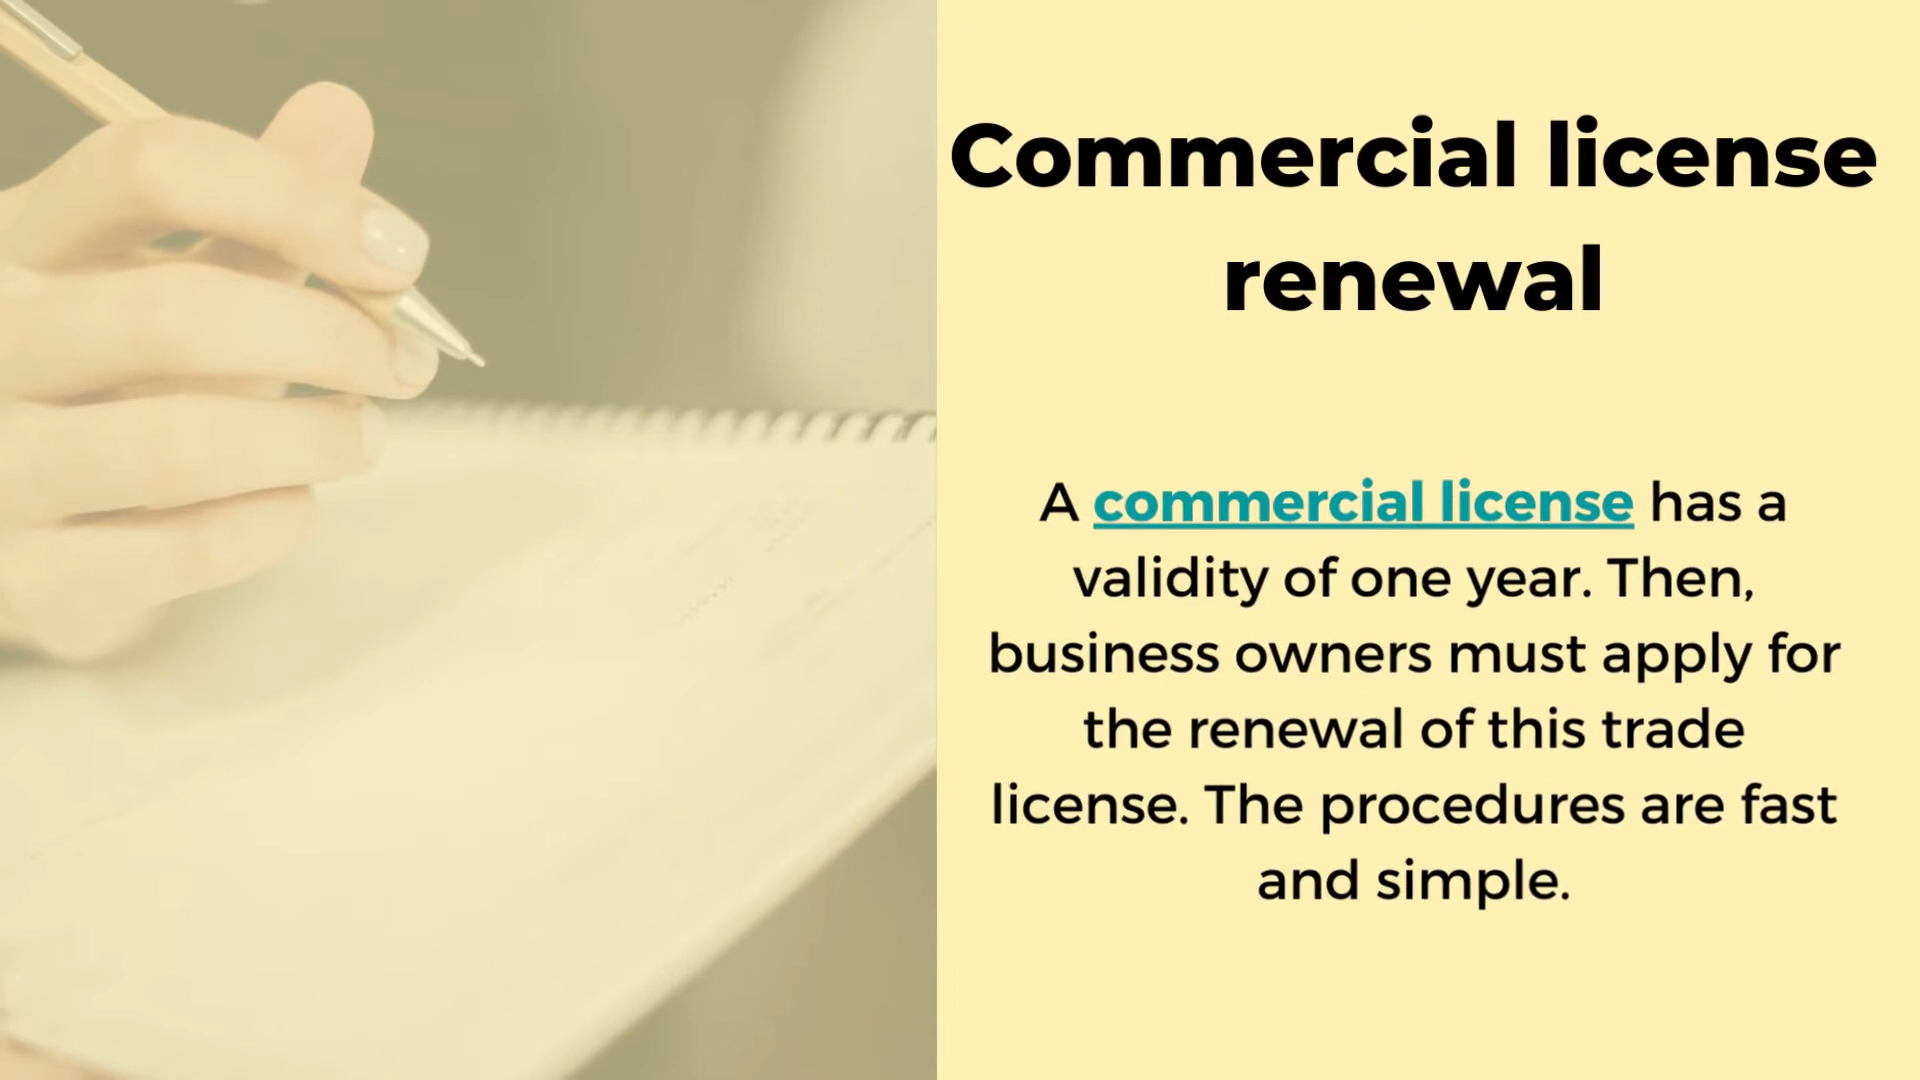 Commercial license
renewal
A commercial license has a
validity of one year. Then,
business owners must apply for
the renewal of this trade
license. The procedures are fast
and simple.